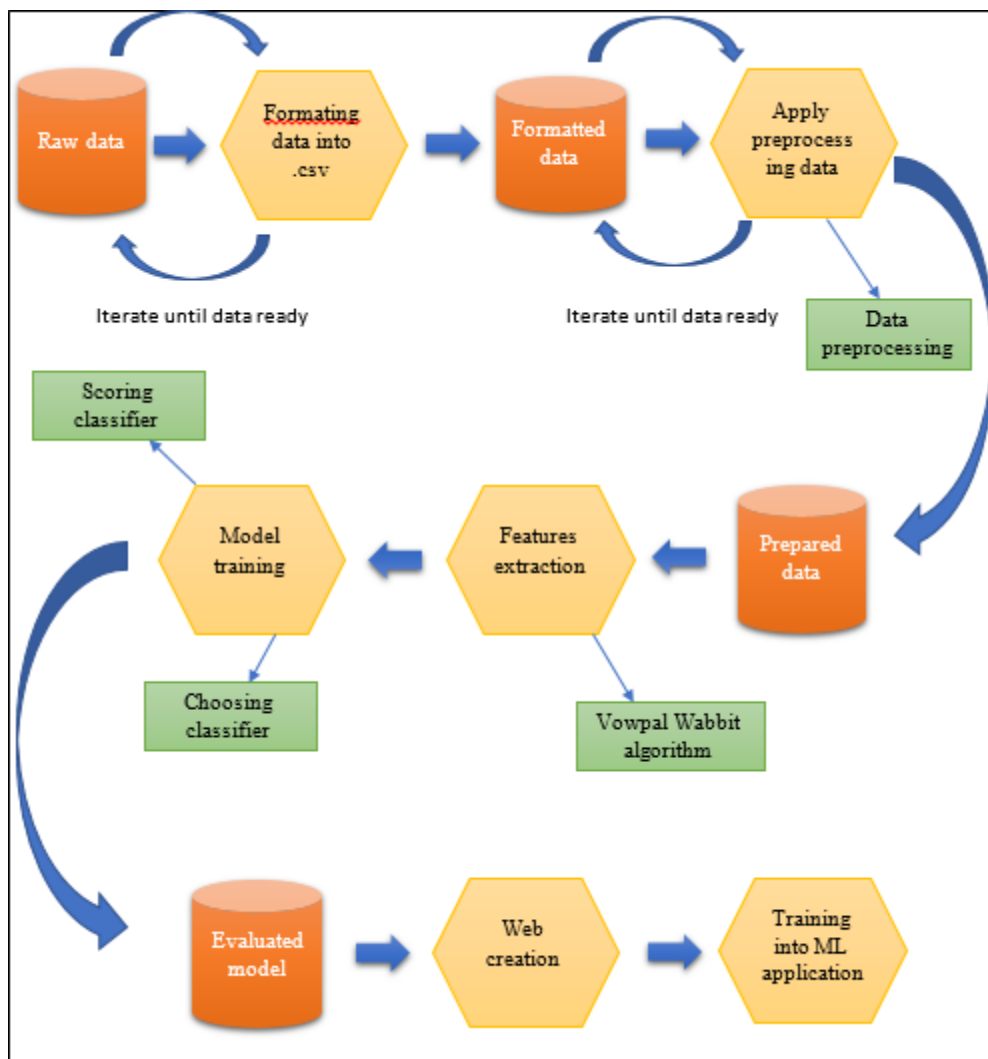 Raw data
Formating
data into
.csv
Formatted
data
Apply
preprocess
ing data
Iterate until data ready
Iterate until data ready
Data
preprocessing
Scoring
classifier
Prepared
data
Features
extraction
Model
training
Choosing
classifier
Vowpal Wabbit
algorithm
Evaluated
model
Web
creation
Training
into ML
application